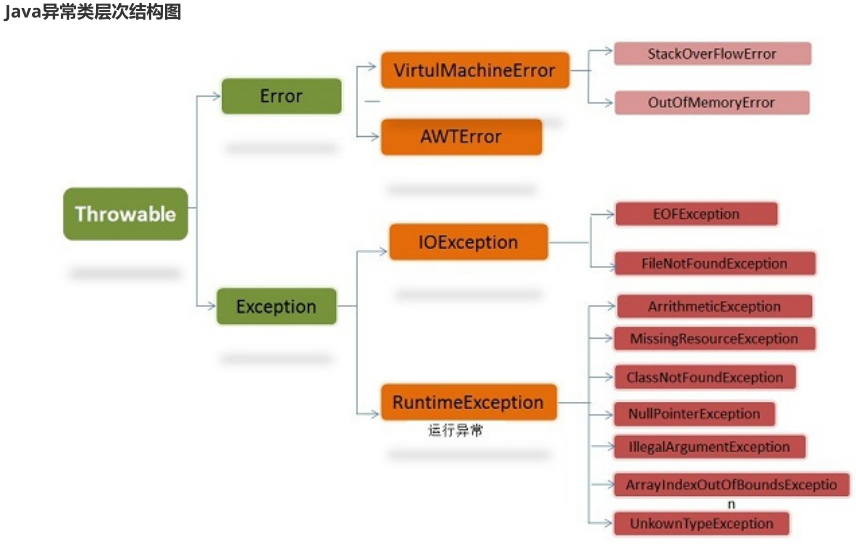 Java异常类层次结构图
Throwable
Error
VirtulMachineError
StackOverFlowError
OutOfMemoryError
AWTError
Exception
IOException
EOFException
FileNotFoundException
RuntimeException
运行异常
ArrithmeticException
MissingResourceException
ClassNotFoundException
NullPointerException
IllegalArgumentException
ArrayIndexOutOfBoundsExceptio
n
UnkownTypeException